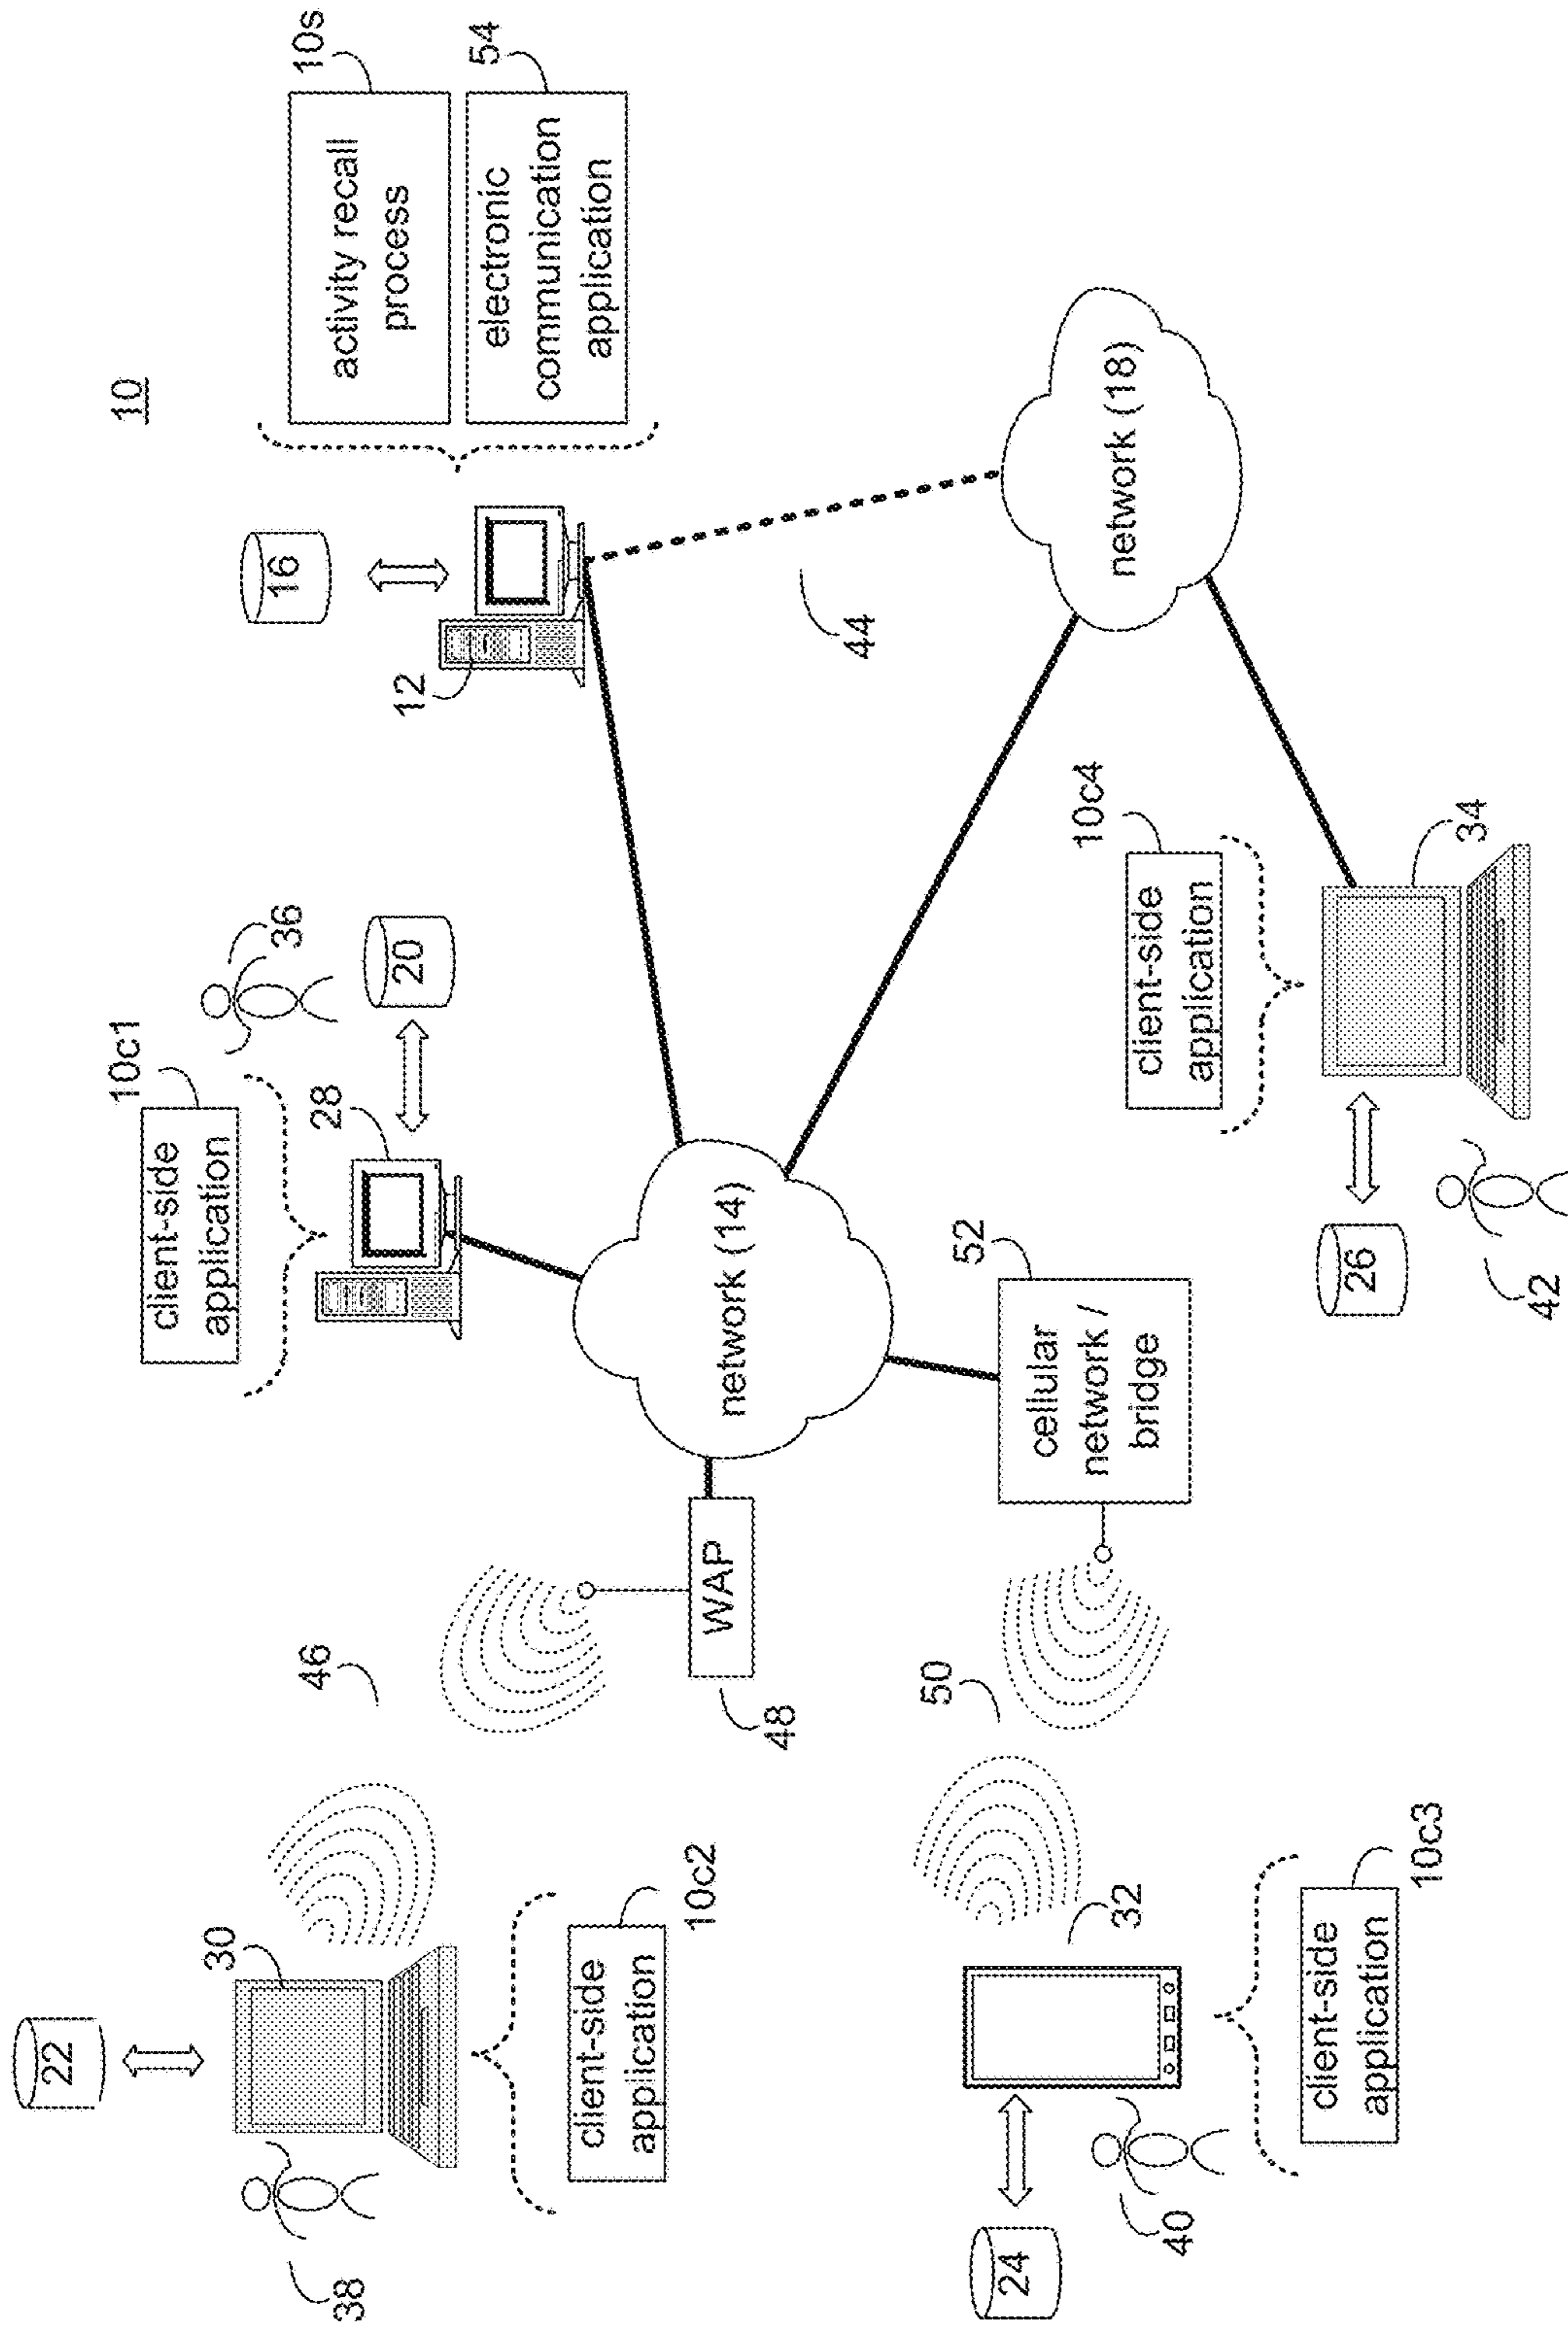 10
22
30
38
client-side
application
10c2
46
WAP
48
client-side
application
10c1
28
36
20
16
12
activity recall
process
10s
electronic
communication
application
54
network (14)
44
network (18)
24
40
32
client-side
application
10c3
50
cellular
network /
bridge
52
client-side
application
10c4
26
42
34